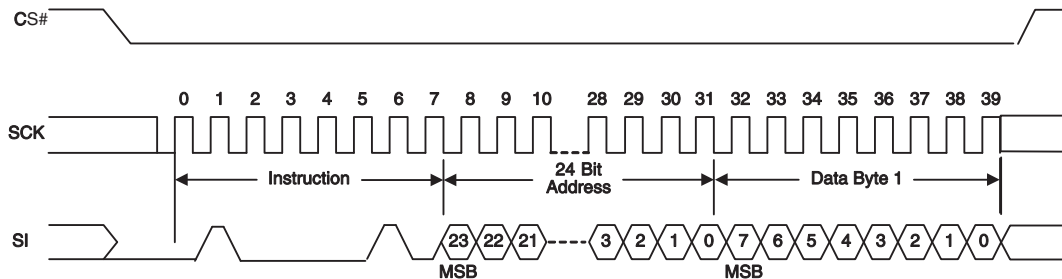 CS#
0 1 2 3 4 5 6 7 8 9 10 28 29 30 31 32 33 34 35 36 37 38 39
SCK
Instruction 24 Bit Address Data Byte 1
SI 23 22 21 3 2 1 0 7 6 5 4 3 2 1 0
MSB MSB